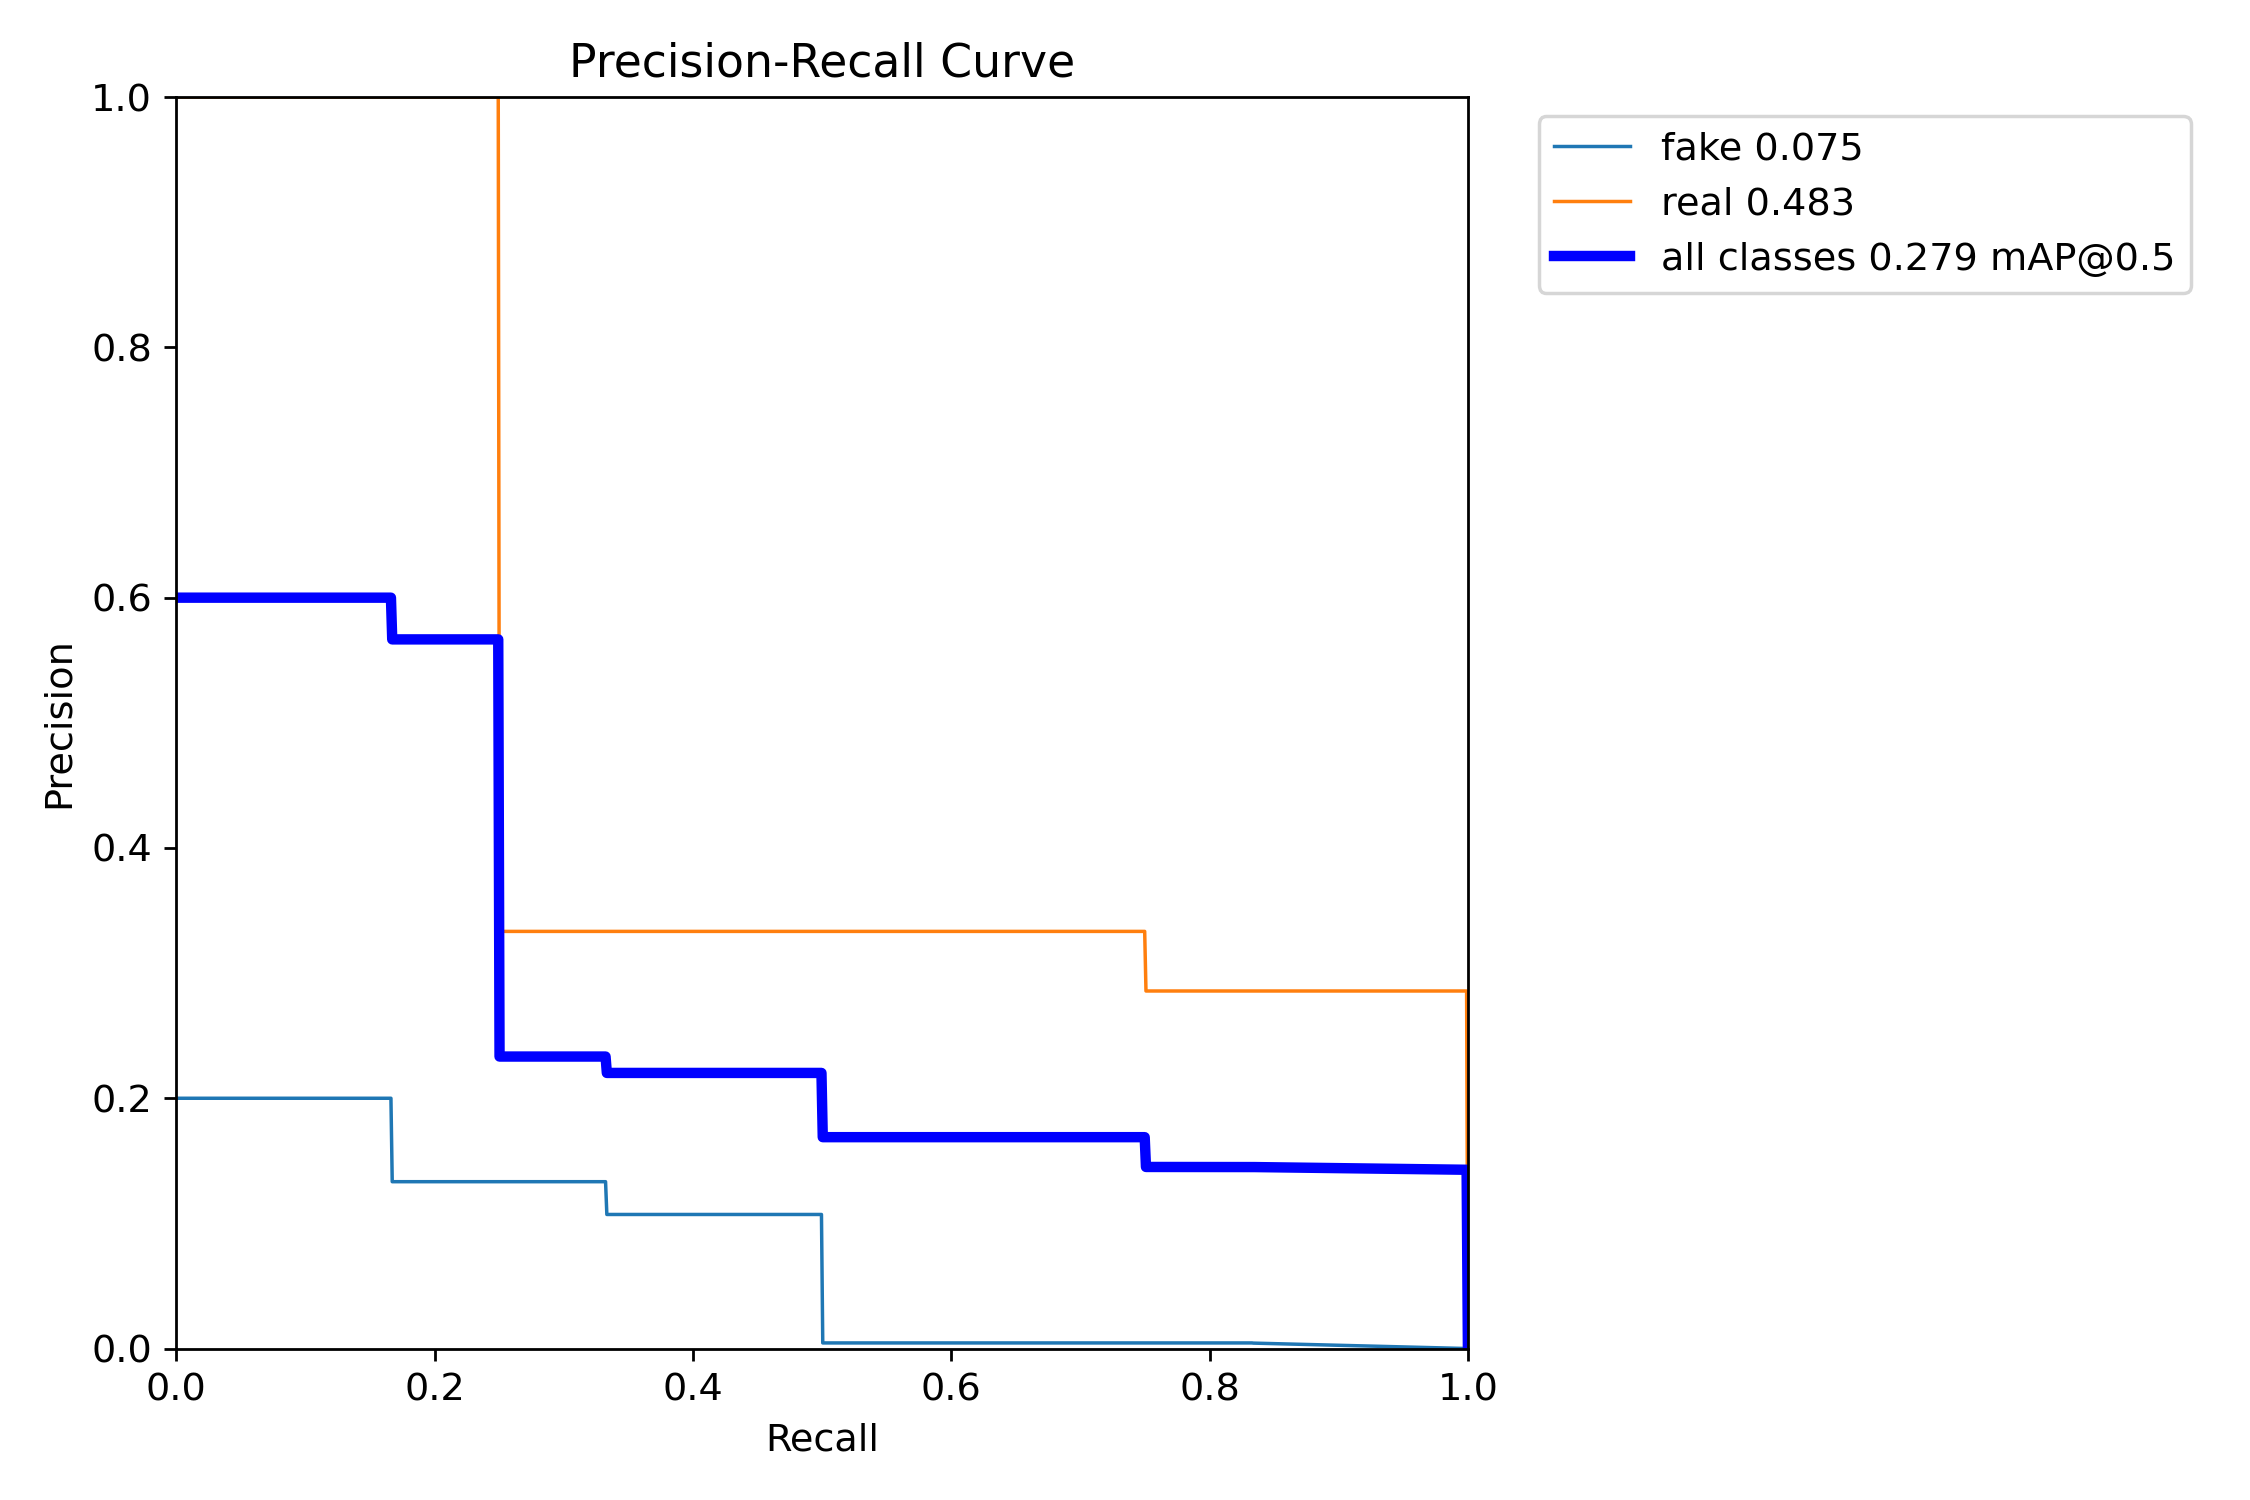 Precision-Recall Curve
fake 0.075
real 0.483
all classes 0.279 mAP@0.5
Precision
1.0
0.8
0.6
0.4
0.2
0.0
0.0 0.2 0.4 0.6 0.8 1.0
Recall